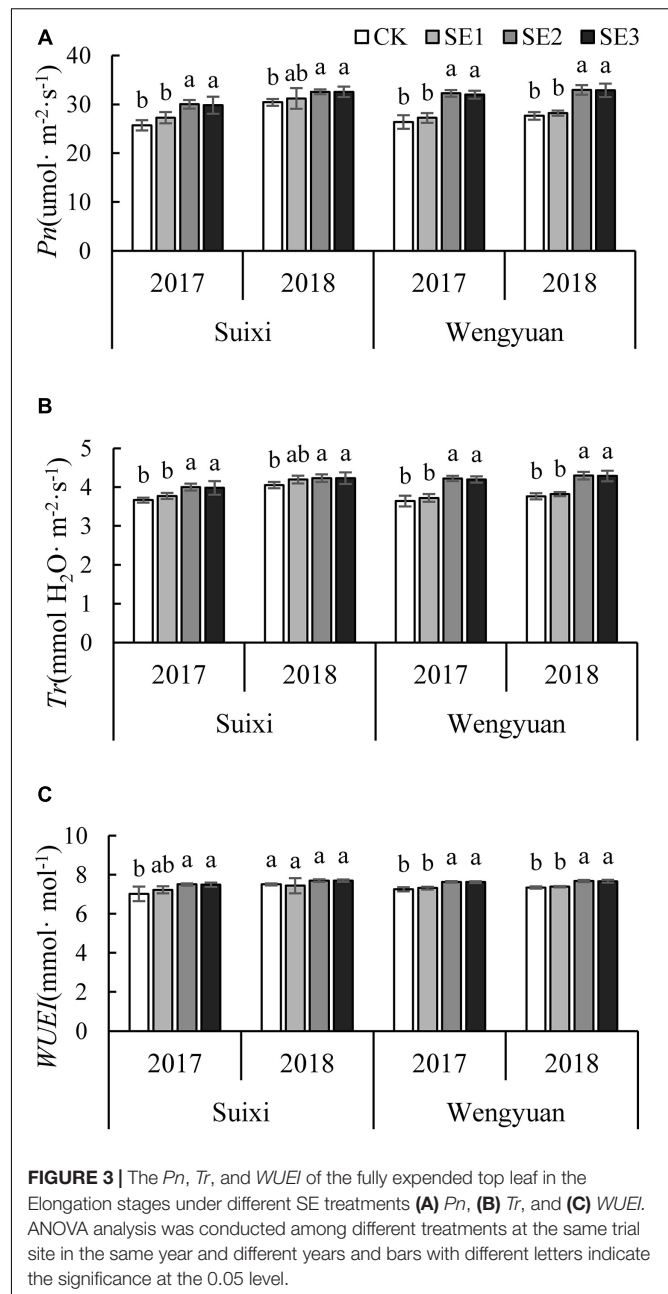 A
CK SE1 SE2 SE3
b b a a b ab a a b b a a b b a a
40
30
20
10
0
Pn(umol· m⁻²·s⁻¹)
2017 2018 2017 2018
Suixi Wengyuan
B
b b a a b ab a a b b a a b b a a
5
4
3
2
1
0
Tr(mmol H₂O· m⁻²·s⁻¹)
2017 2018 2017 2018
Suixi Wengyuan
C
b ab a a a a a a b b a a b b a a
10
8
6
4
2
0
WUEI(mmol· mol⁻¹)
2017 2018 2017 2018
Suixi Wengyuan
FIGURE 3 | The Pn, Tr, and WUEI of the fully expended top leaf in the
Elongation stages under different SE treatments (A) Pn, (B) Tr, and (C) WUEI.
ANOVA analysis was conducted among different treatments at the same trial
site in the same year and different years and bars with different letters indicate
the significance at the 0.05 level.